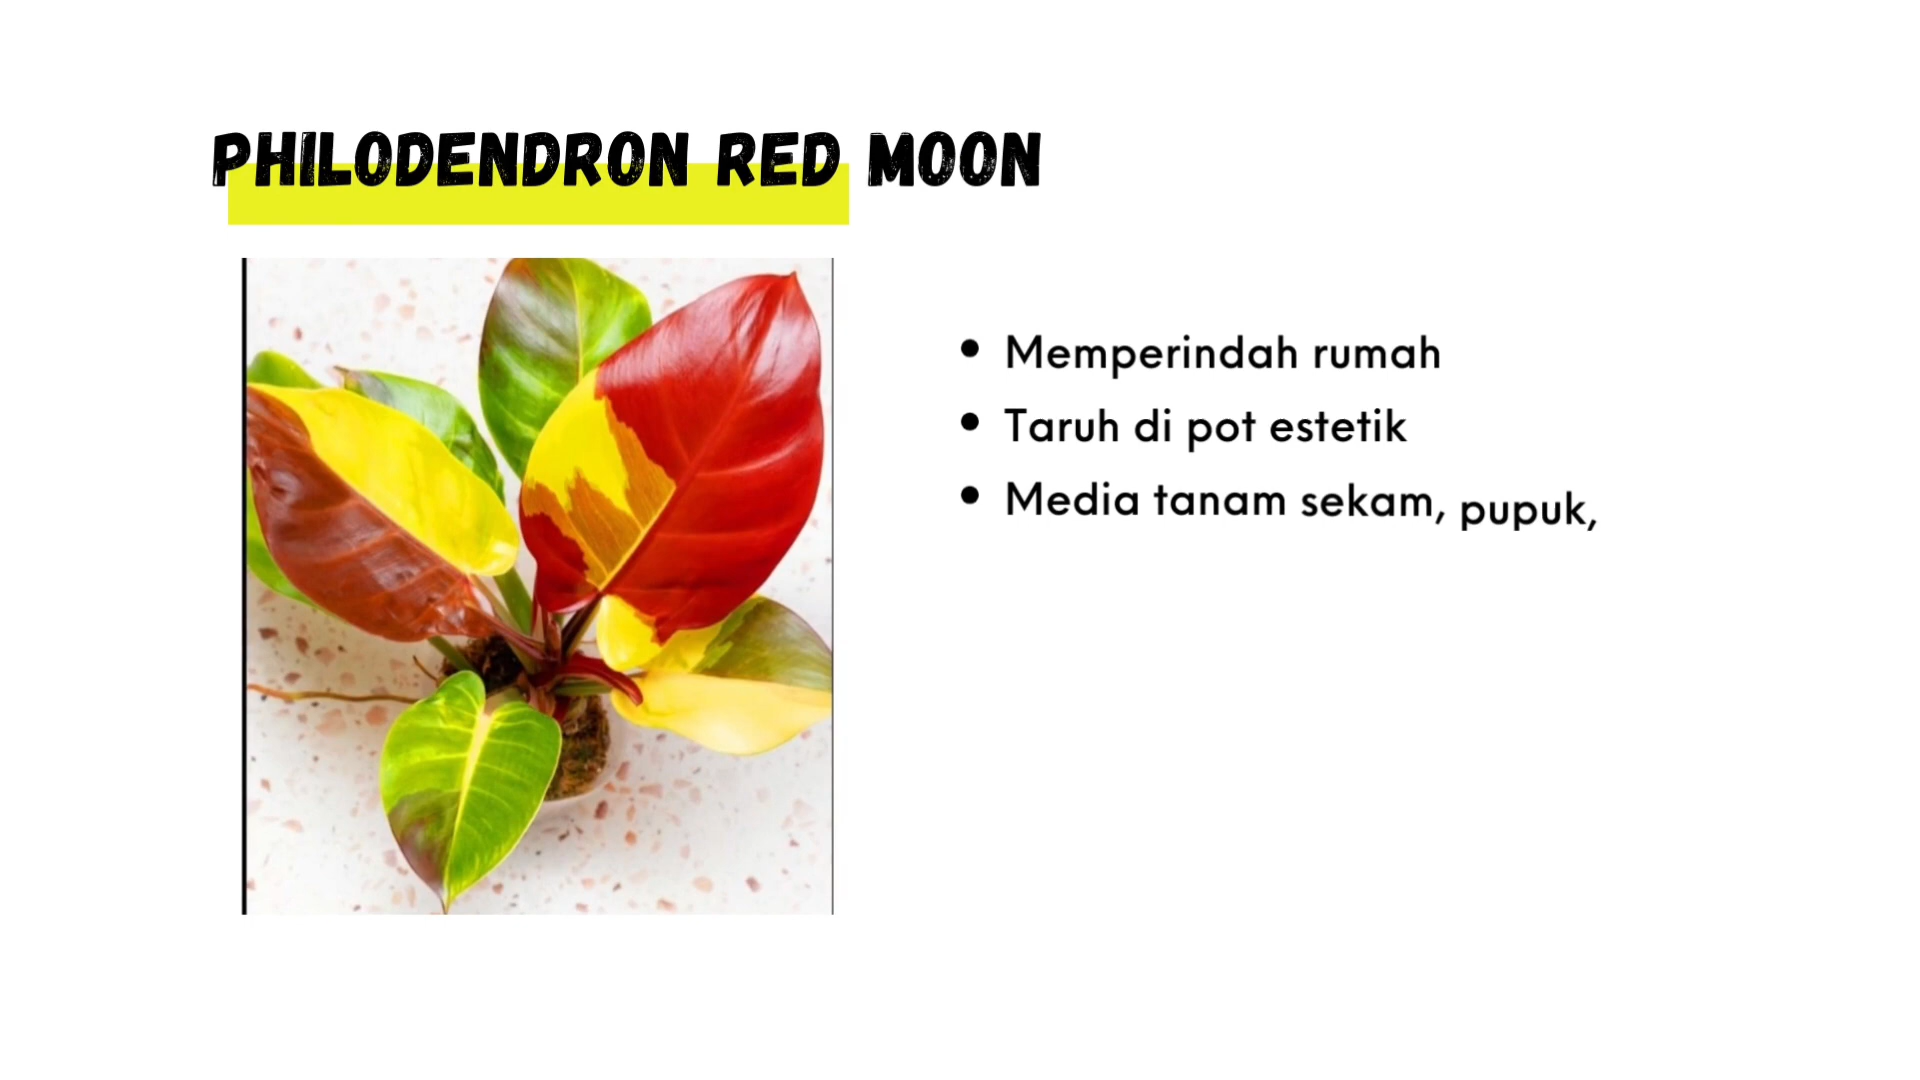 PHILODENDRON RED MOON
• Memperindah rumah
• Taruh di pot estetik
• Media tanam sekam, pupuk,